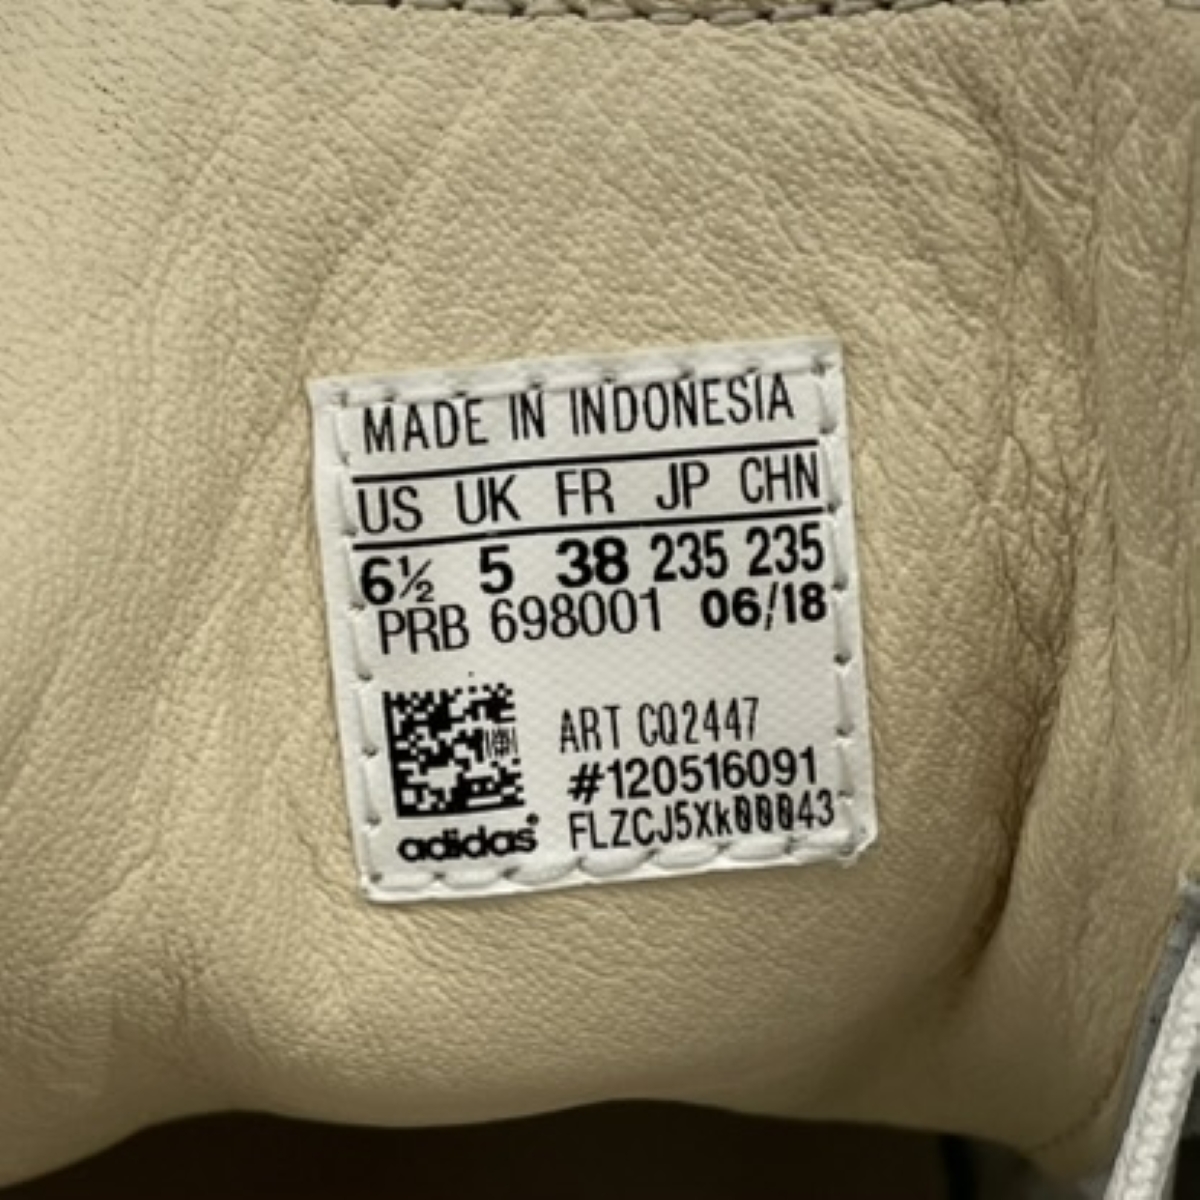 MADE IN INDONESIA
US UK FR JP CHN
6½ 5 38 235 235
PRB 698001 06/18
ART CQ2447
#120516091
FLZCJ5Xk00043
adidas®